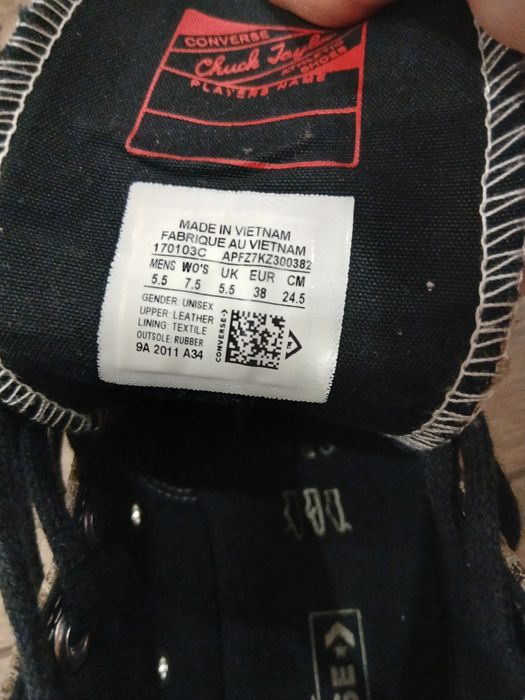 CONVERSE
Chuck Taylor
ATHLETIC
SHOES
PLAYERS NAME
MADE IN VIETNAM
FABRIQUE AU VIETNAM
170103C APFZ7KZ300382
MENS WO'S UK EUR CM
5.5 7.5 5.5 38 24.5
GENDER: UNISEX
UPPER: LEATHER
LINING: TEXTILE
OUTSOLE: RUBBER
9A 2011 A34
CONVERSE